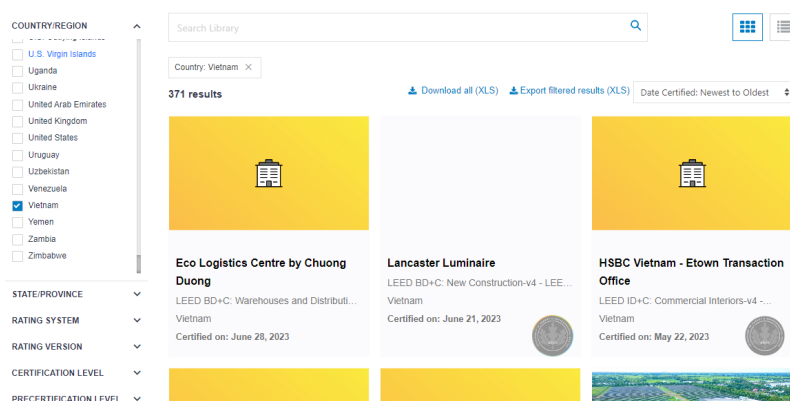 COUNTRY/REGION
U.S. Virgin Islands
Uganda
Ukraine
United Arab Emirates
United Kingdom
United States
Uruguay
Uzbekistan
Venezuela
Vietnam
Yemen
Zambia
Zimbabwe
STATE/PROVINCE
RATING SYSTEM
RATING VERSION
CERTIFICATION LEVEL
PRECERTIFICATION LEVEL
Search Library
Country: Vietnam ×
371 results
Download all (XLS)
Export filtered results (XLS)
Date Certified: Newest to Oldest
Eco Logistics Centre by Chuong
Duong
LEED BD+C: Warehouses and Distributi...
Vietnam
Certified on: June 28, 2023
Lancaster Luminaire
LEED BD+C: New Construction-v4 - LEE...
Vietnam
Certified on: June 21, 2023
HSBC Vietnam - Etown Transaction
Office
LEED ID+C: Commercial Interiors-v4 -...
Vietnam
Certified on: May 22, 2023